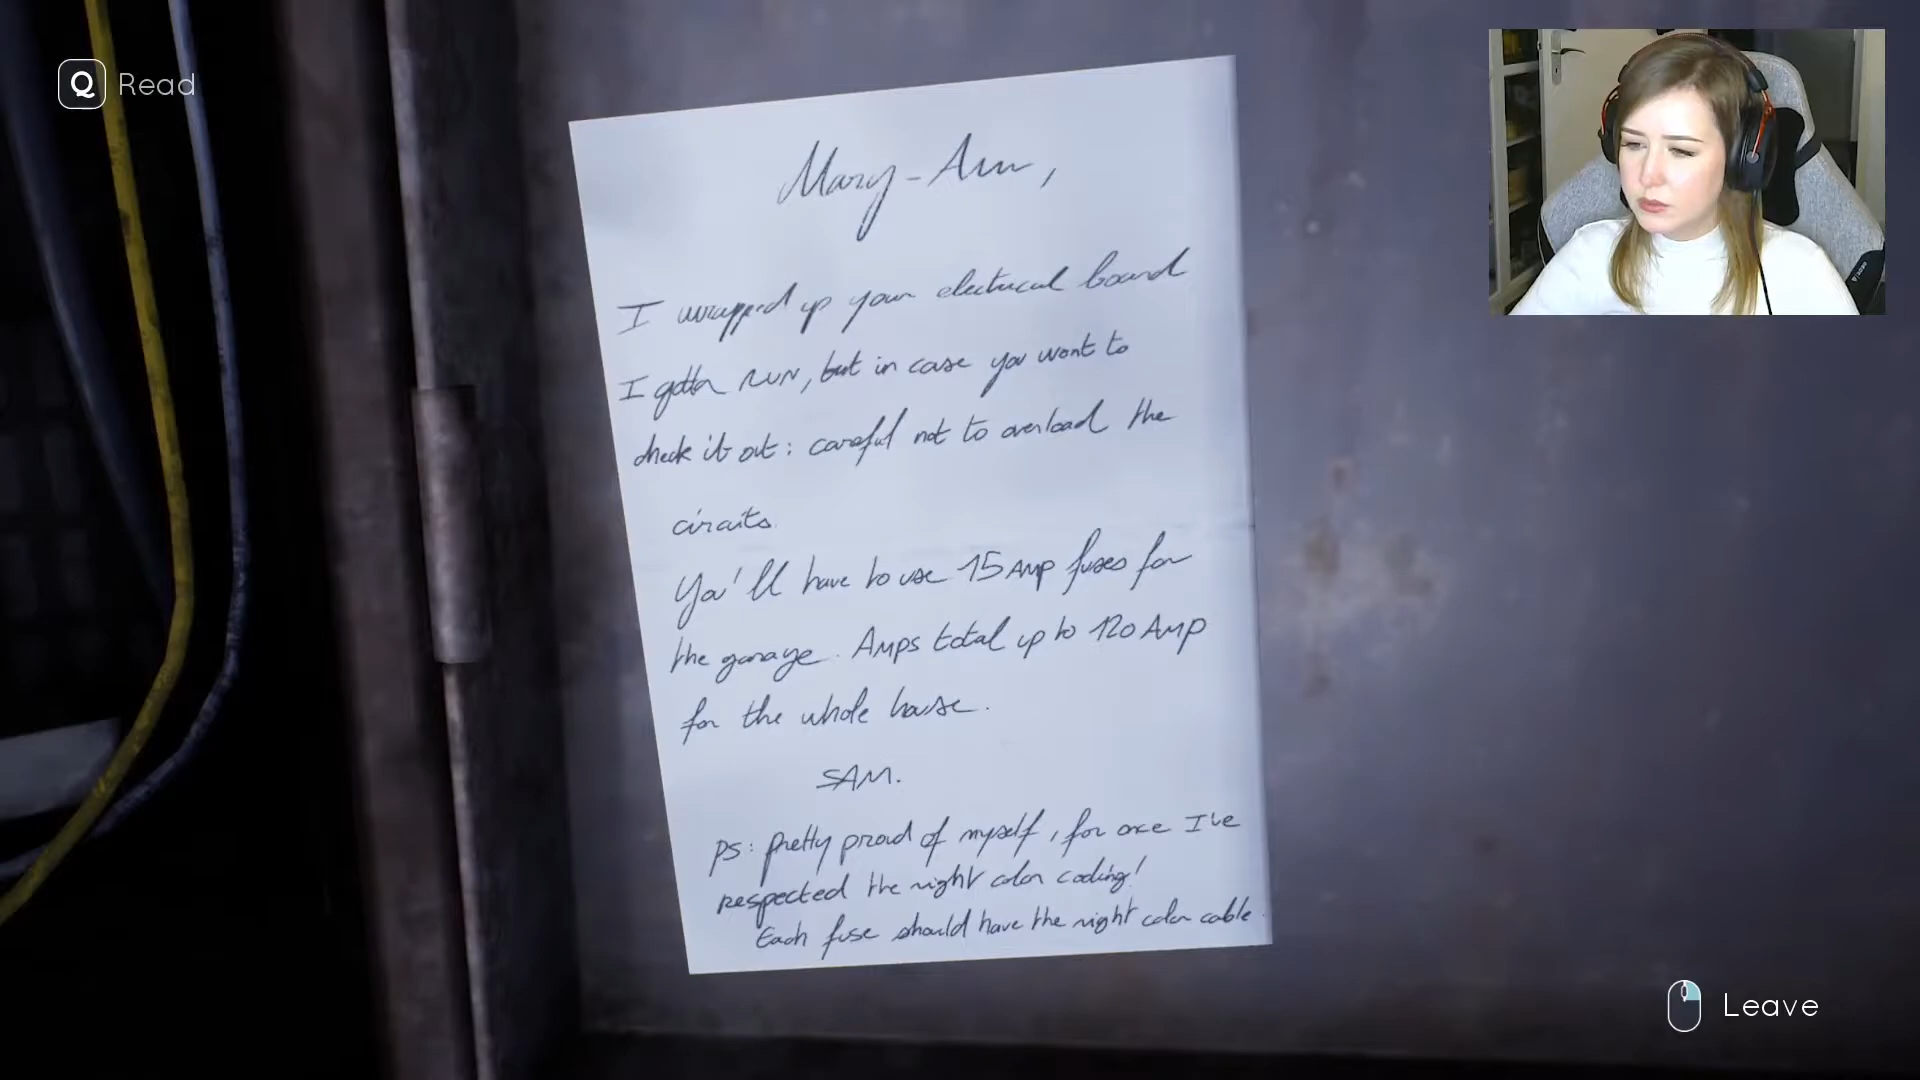 Q Read
Mary-Ann,
I wrapped up your electrical board
I gotta RUN, but in case you want to
check it out: careful not to overload the
circuits.
You'll have to use 15 AMP fuses for
the garage. AMPS total up to 120 AMP
for the whole house.
SAM.
PS: pretty proud of myself, for once I've
respected the right color coding!
Each fuse should have the right color cable.
Leave